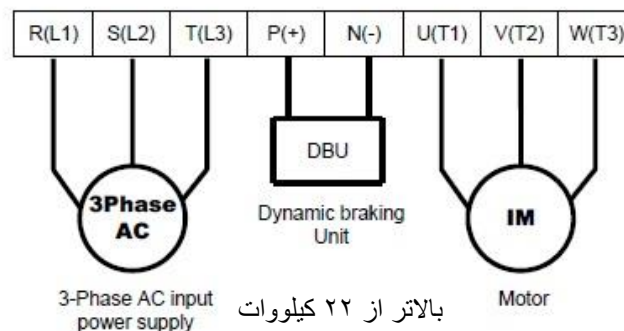 R(L1) S(L2) T(L3) P(+) N(-) U(T1) V(T2) W(T3)
3Phase
AC
DBU
IM
Dynamic braking
Unit
3-Phase AC input
power supply
بالاتر از ۲۲ کیلووات
Motor